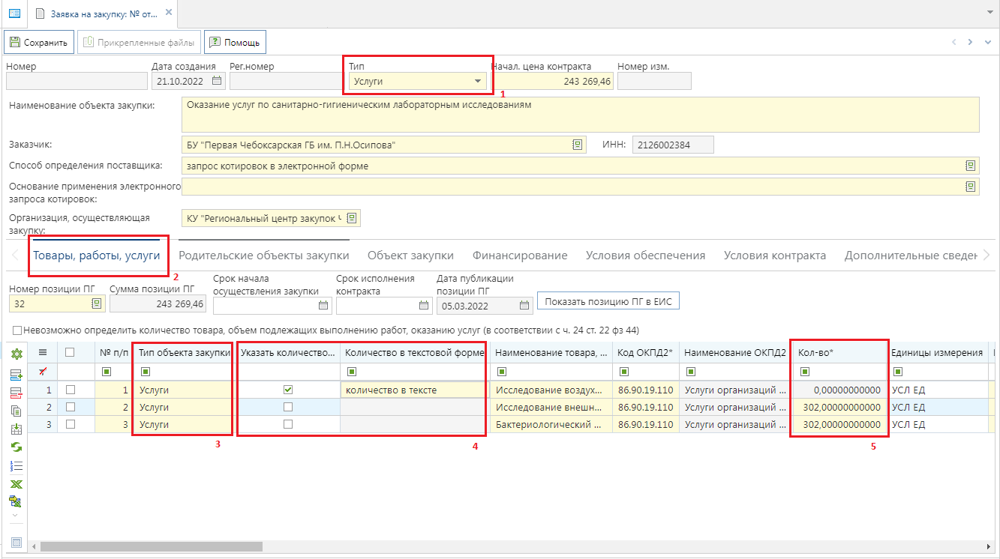 Заявка на закупку: № от...
Сохранить
Прикрепленные файлы
Помощь
Номер
Дата создания
Рег.номер
Тип
Начал. цена контракта
Номер изм.
21.10.2022
Услуги
243 269,46
1
Наименование объекта закупки:
Оказание услуг по санитарно-гигиеническим лабораторным исследованиям
Заказчик:
БУ "Первая Чебоксарская ГБ им. П.Н.Осипова"
ИНН:
2126002384
Способ определения поставщика:
запрос котировок в электронной форме
Основание применения электронного
запроса котировок:
Организация, осуществляющая
закупку:
КУ "Региональный центр закупок
Товары, работы, услуги
Родительские объекты закупки
Объект закупки
Финансирование
Условия обеспечения
Условия контракта
Дополнительные сведен
2
Номер позиции ПГ
Сумма позиции ПГ
Срок начала
осуществления закупки
Срок исполнения
контракта
Дата публикации
позиции ПГ
32
243 269,46
05.03.2022
Показать позицию ПГ в ЕИС
Невозможно определить количество товара, объем подлежащих выполнению работ, оказанию услуг (в соответствии с ч. 24 ст. 22 фз 44)
№ п/п Тип объекта закупки Указать количество... Количество в текстовой форме Наименование товара, ... Код ОКПД2* Наименование ОКПД2 Кол-во* Единицы измерения
1 1 Услуги количество в тексте Исследование воздух... 86.90.19.110 Услуги организаций ... 0,00000000000 УСЛ ЕД
2 2 Услуги Исследование внешн... 86.90.19.110 Услуги организаций ... 302,00000000000 УСЛ ЕД
3 3 Услуги Бактериологический ... 86.90.19.110 Услуги организаций ... 302,00000000000 УСЛ ЕД
3
4
5